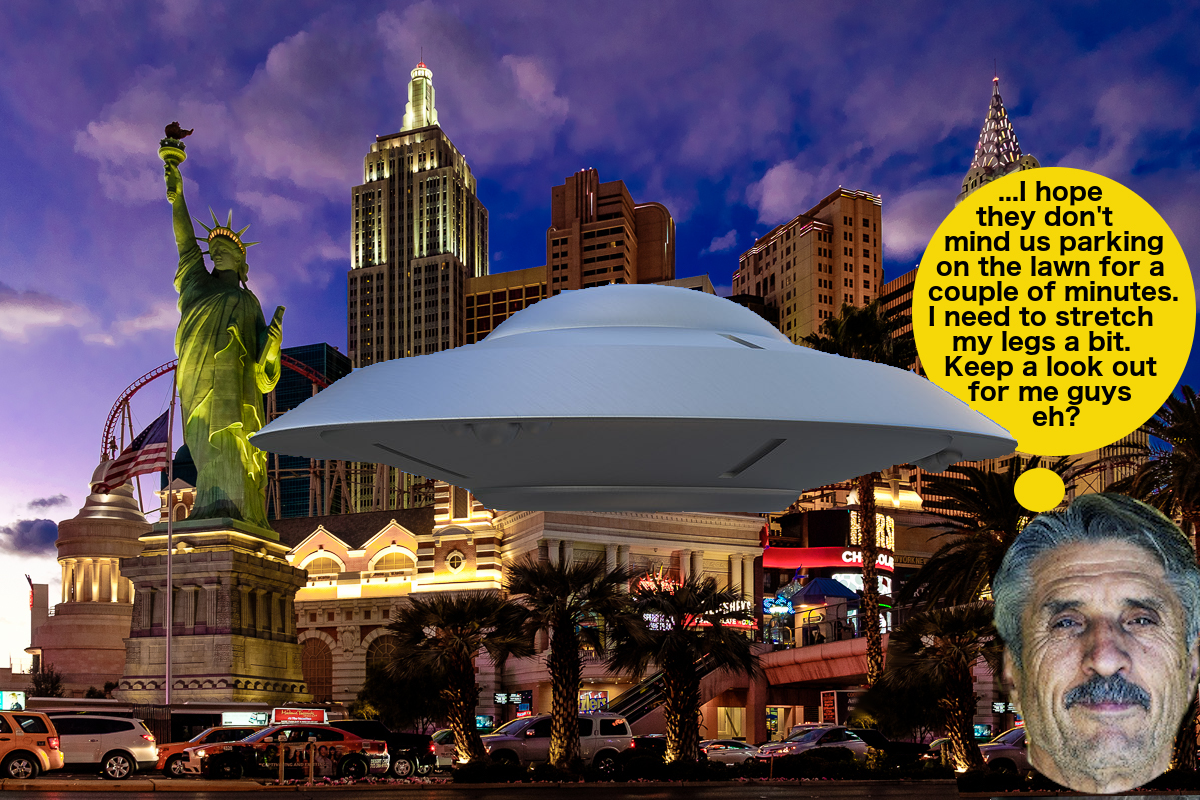 ...I hope
they don't
mind us parking
on the lawn for a
couple of minutes.
I need to stretch
my legs a bit.
Keep a look out
for me guys
eh?